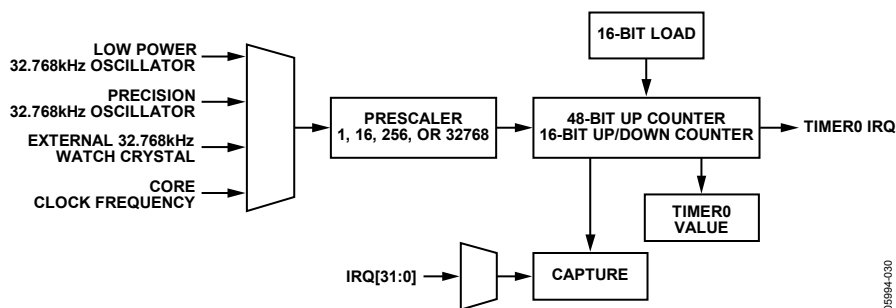 LOW POWER
32.768kHz OSCILLATOR
PRECISION
32.768kHz OSCILLATOR
EXTERNAL 32.768kHz
WATCH CRYSTAL
CORE
CLOCK FREQUENCY
PRESCALER
1, 16, 256, OR 32768
16-BIT LOAD
48-BIT UP COUNTER
16-BIT UP/DOWN COUNTER
TIMER0 IRQ
TIMER0
VALUE
IRQ[31:0]
CAPTURE
05994-030